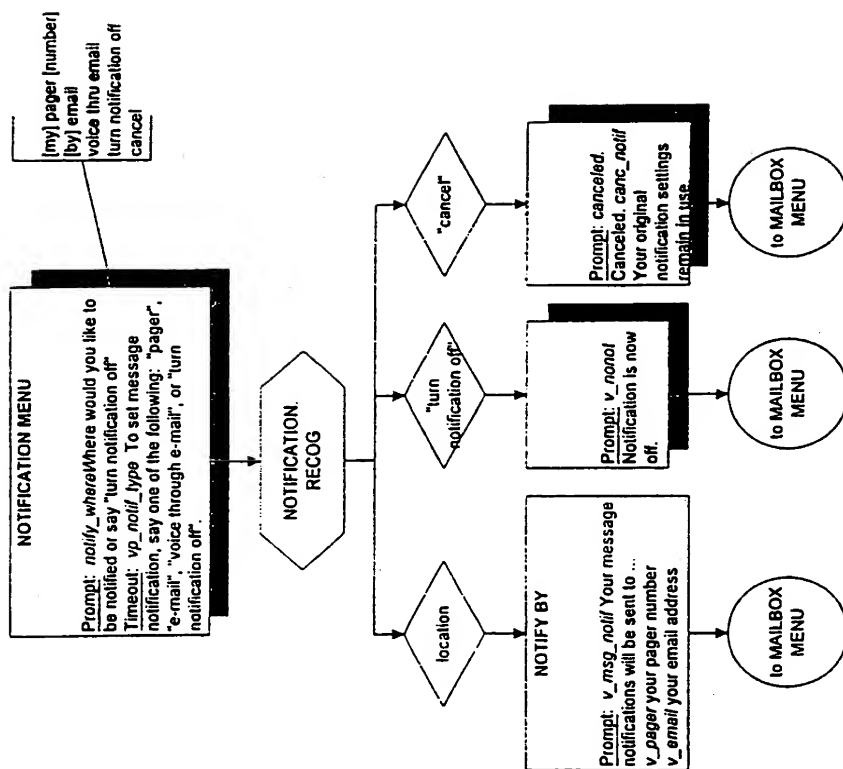 [my] pager [number]
[by] email
voice thru email
turn notification off
cancel
NOTIFICATION MENU
Prompt: notify_whereWhere would you like to
be notified or say "turn notification off"
Timeout: vp_notif_type To set message
notification, say one of the following: "pager",
"e-mail", "voice through e-mail", or "turn
notification off".
NOTIFICATION.
RECOG
location
"turn
notification off"
"cancel"
NOTIFY BY
Prompt: v_msg_notif Your message
notifications will be sent to ...
v_pager your pager number
v_email your email address
Prompt: v_nonot
Notification is now
off.
Prompt: canceled.
Canceled. canc_notif
Your original
notification settings
remain in use.
to MAILBOX
MENU
to MAILBOX
MENU
to MAILBOX
MENU